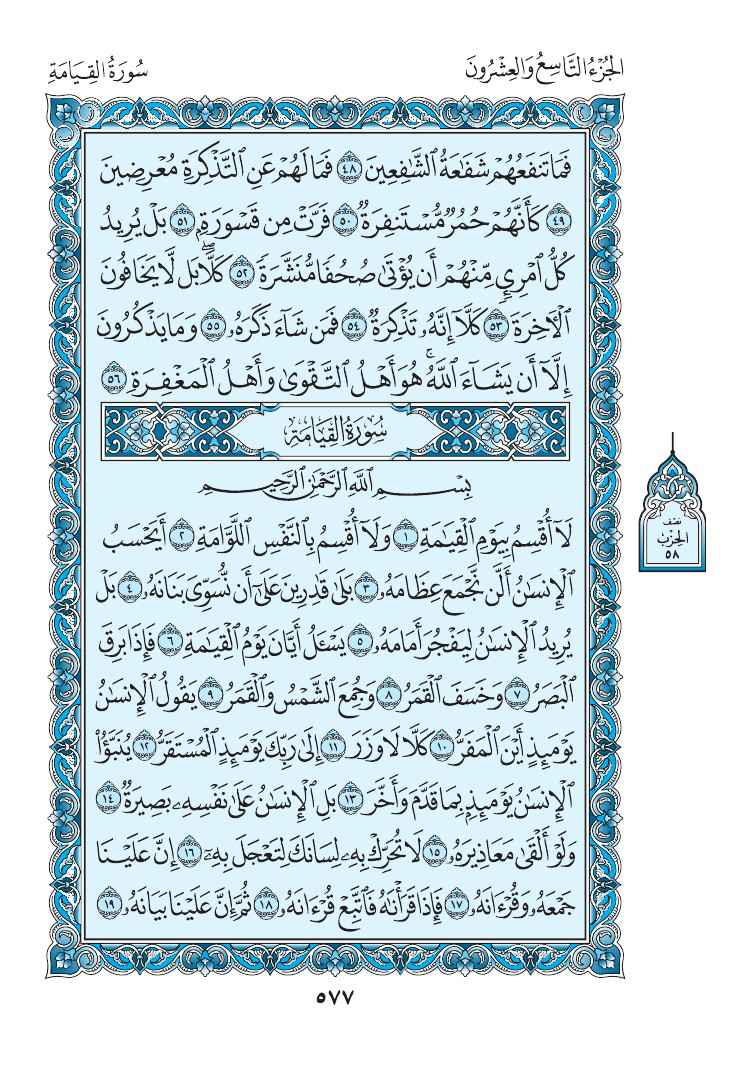 الجُزْءُ التَّاسِعُ وَالعِشْرُونَ
سُورَةُ القِيَامَةِ
فَمَا تَنفَعُهُمْ شَفَٰعَةُ ٱلشَّٰفِعِينَ ٤٨ فَمَا لَهُمْ عَنِ ٱلتَّذْكِرَةِ مُعْرِضِينَ
٤٩ كَأَنَّهُمْ حُمُرٌ مُّسْتَنفِرَةٌ ٥٠ فَرَّتْ مِن قَسْوَرَةٍۭ ٥١ بَلْ يُرِيدُ
كُلُّ ٱمْرِئٍ مِّنْهُمْ أَن يُؤْتَىٰ صُحُفًا مُّنَشَّرَةً ٥٢ كَلَّاۖ بَل لَّا يَخَافُونَ
ٱلْأٓخِرَةَ ٥٣ كَلَّآ إِنَّهُۥ تَذْكِرَةٌ ٥٤ فَمَن شَآءَ ذَكَرَهُۥ ٥٥ وَمَا يَذْكُرُونَ
إِلَّآ أَن يَشَآءَ ٱللَّهُۚ هُوَ أَهْلُ ٱلتَّقْوَىٰ وَأَهْلُ ٱلْمَغْفِرَةِ ٥٦
سُورَةُ القِيَامَةِ
بِسْمِ ٱللَّهِ ٱلرَّحْمَٰنِ ٱلرَّحِيمِ
لَآ أُقْسِمُ بِيَوْمِ ٱلْقِيَٰمَةِ ١ وَلَآ أُقْسِمُ بِٱلنَّفْسِ ٱللَّوَّامَةِ ٢ أَيَحْسَبُ
ٱلْإِنسَٰنُ أَلَّن نَّجْمَعَ عِظَامَهُۥ ٣ بَلَىٰ قَٰدِرِينَ عَلَىٰٓ أَن نُّسَوِّىَ بَنَانَهُۥ ٤ بَلْ
يُرِيدُ ٱلْإِنسَٰنُ لِيَفْجُرَ أَمَامَهُۥ ٥ يَسْـَٔلُ أَيَّانَ يَوْمُ ٱلْقِيَٰمَةِ ٦ فَإِذَا بَرِقَ
ٱلْبَصَرُ ٧ وَخَسَفَ ٱلْقَمَرُ ٨ وَجُمِعَ ٱلشَّمْسُ وَٱلْقَمَرُ ٩ يَقُولُ ٱلْإِنسَٰنُ
يَوْمَئِذٍ أَيْنَ ٱلْمَفَرُّ ١٠ كَلَّا لَا وَزَرَ ١١ إِلَىٰ رَبِّكَ يَوْمَئِذٍ ٱلْمُسْتَقَرُّ ١٢ يُنَبَّؤُا۟
ٱلْإِنسَٰنُ يَوْمَئِذٍۭ بِمَا قَدَّمَ وَأَخَّرَ ١٣ بَلِ ٱلْإِنسَٰنُ عَلَىٰ نَفْسِهِۦ بَصِيرَةٌ ١٤
وَلَوْ أَلْقَىٰ مَعَاذِيرَهُۥ ١٥ لَا تُحَرِّكْ بِهِۦ لِسَانَكَ لِتَعْجَلَ بِهِۦٓ ١٦ إِنَّ عَلَيْنَا
جَمْعَهُۥ وَقُرْءَانَهُۥ ١٧ فَإِذَا قَرَأْنَٰهُ فَٱتَّبِعْ قُرْءَانَهُۥ ١٨ ثُمَّ إِنَّ عَلَيْنَا بَيَانَهُۥ ١٩
نصف
الحزب
٥٨
٥٧٧